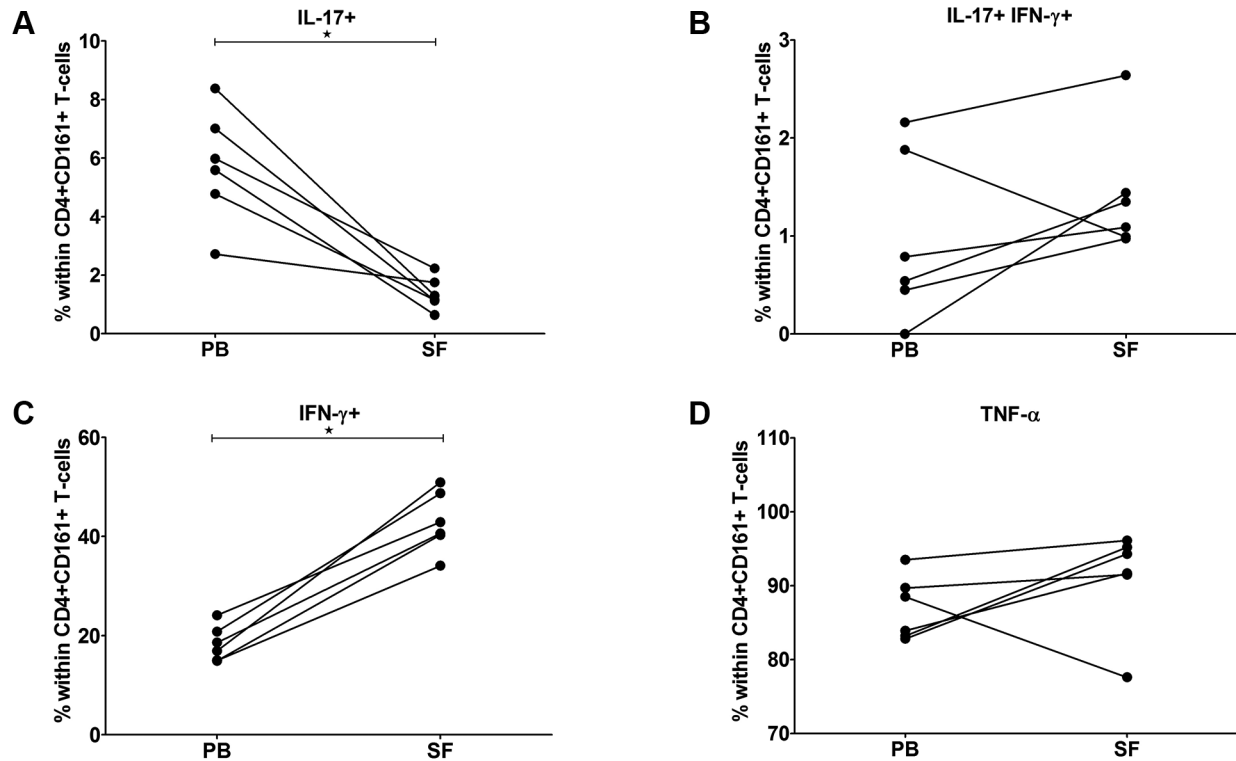 A
IL-17+
★
% within CD4+CD161+ T-cells
10
8
6
4
2
0
PB
SF
B
IL-17+ IFN-γ+
% within CD4+CD161+ T-cells
3
2
1
0
PB
SF
C
IFN-γ+
★
% within CD4+CD161+ T-cells
60
40
20
0
PB
SF
D
TNF-α
% within CD4+CD161+ T-cells
110
100
90
80
70
PB
SF